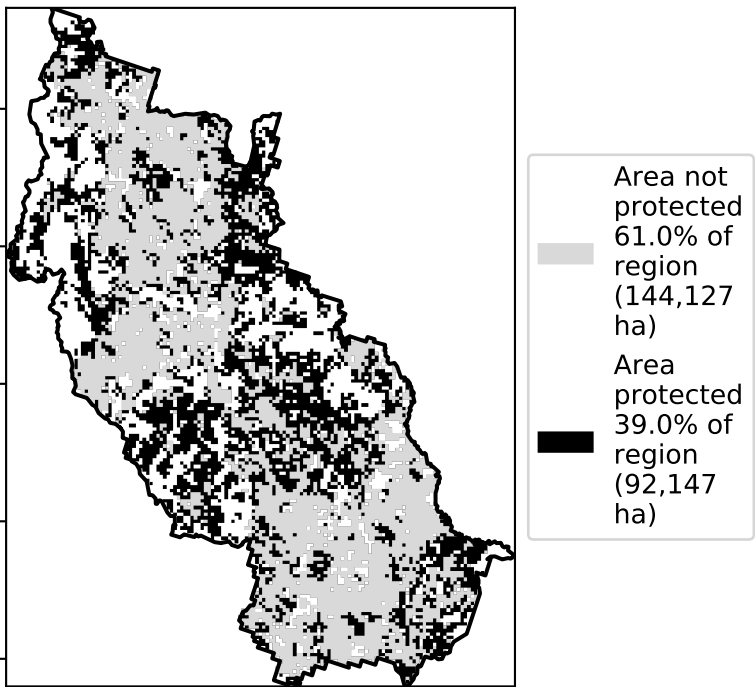 Area not
protected
61.0% of
region
(144,127
ha)
Area
protected
39.0% of
region
(92,147
ha)